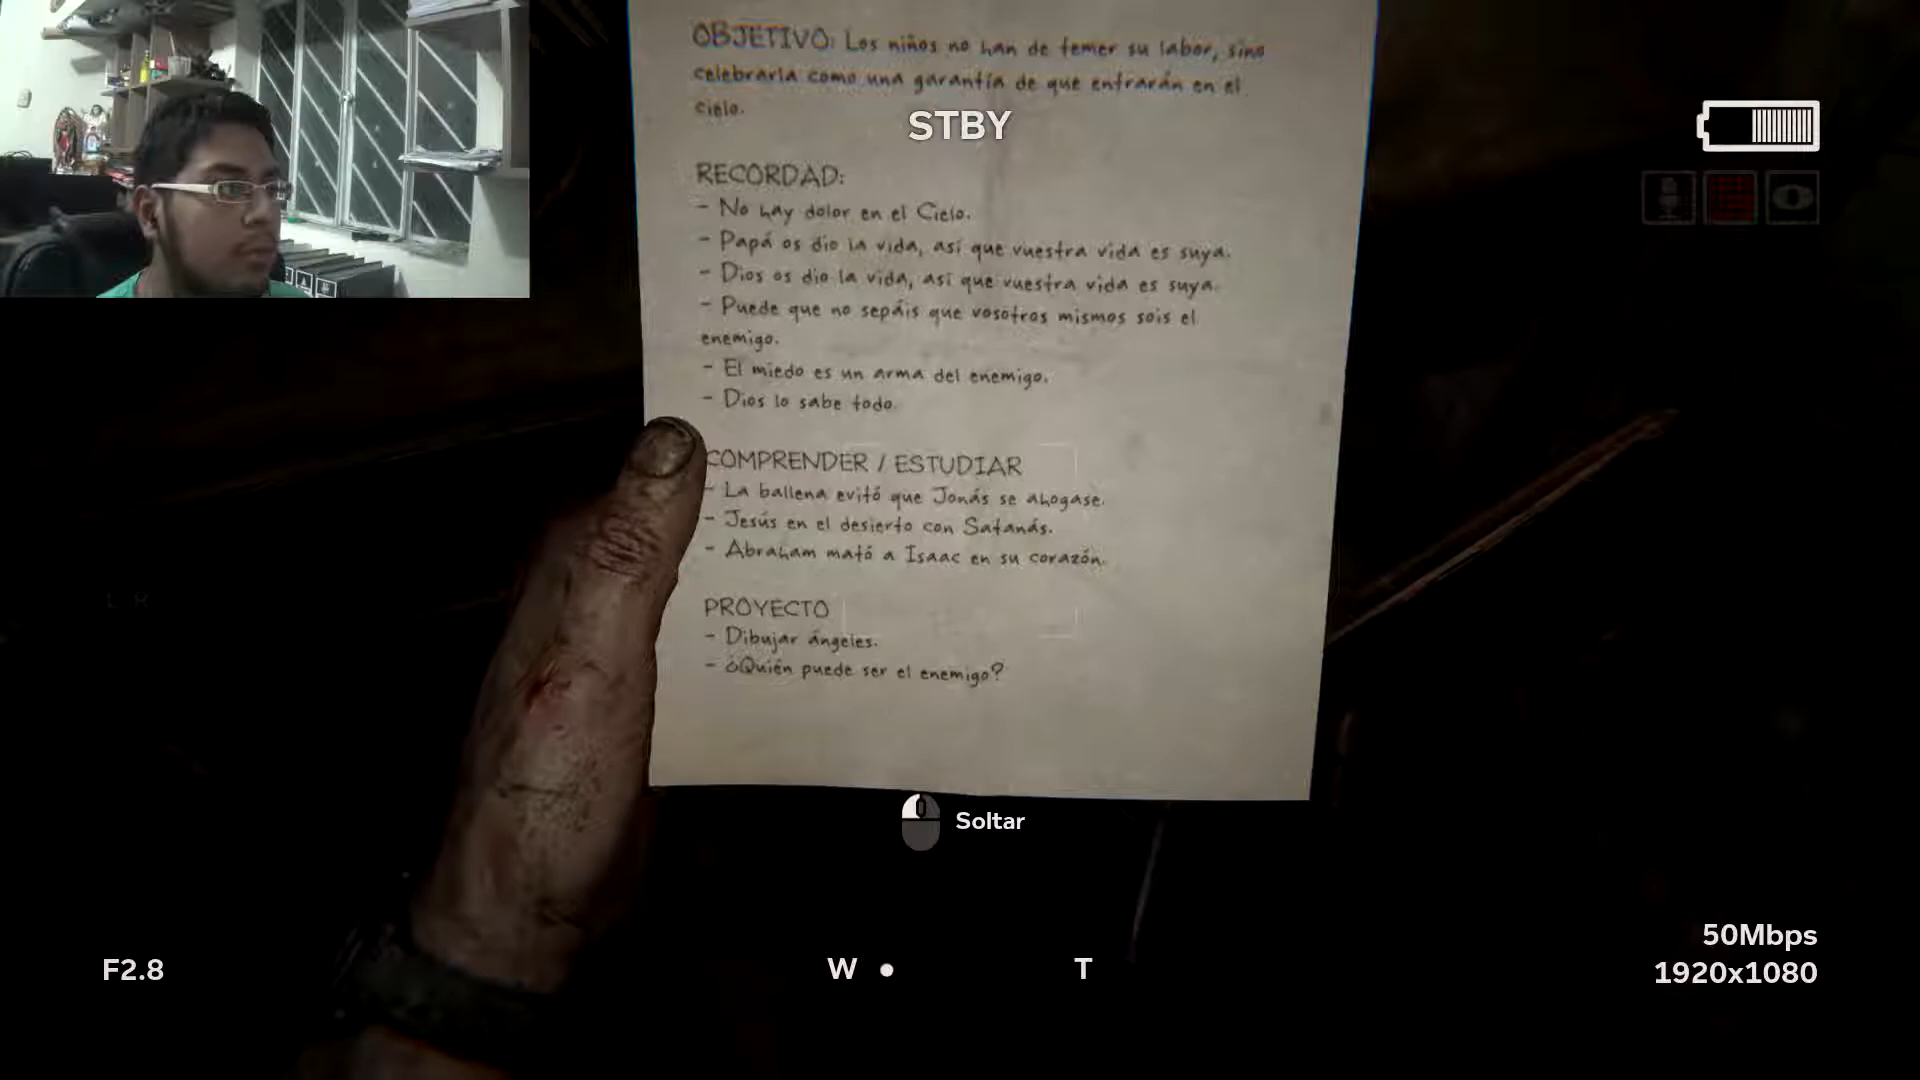 OBJETIVO: Los niños no han de temer su labor, sino
celebrarla como una garantía de que entrarán en el
cielo.
STBY
RECORDAD:
- No hay dolor en el Cielo.
- Papá os dio la vida, así que vuestra vida es suya.
- Dios os dio la vida, así que vuestra vida es suya.
- Puede que no sepáis que vosotros mismos sois el
enemigo.
- El miedo es un arma del enemigo.
- Dios lo sabe todo.
COMPRENDER / ESTUDIAR
- La ballena evitó que Jonás se ahogase.
- Jesús en el desierto con Satanás.
- Abraham mató a Isaac en su corazón.
L R
PROYECTO
- Dibujar ángeles.
- ¿Quién puede ser el enemigo?
Soltar
50Mbps
F2.8
W
T
1920x1080